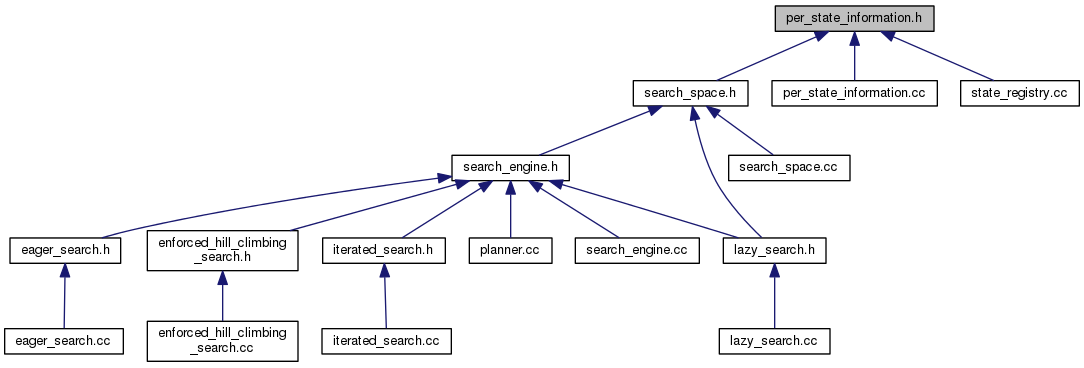 per_state_information.h
search_space.h
per_state_information.cc
state_registry.cc
search_engine.h
search_space.cc
eager_search.h
enforced_hill_climbing
_search.h
iterated_search.h
planner.cc
search_engine.cc
lazy_search.h
eager_search.cc
enforced_hill_climbing
_search.cc
iterated_search.cc
lazy_search.cc